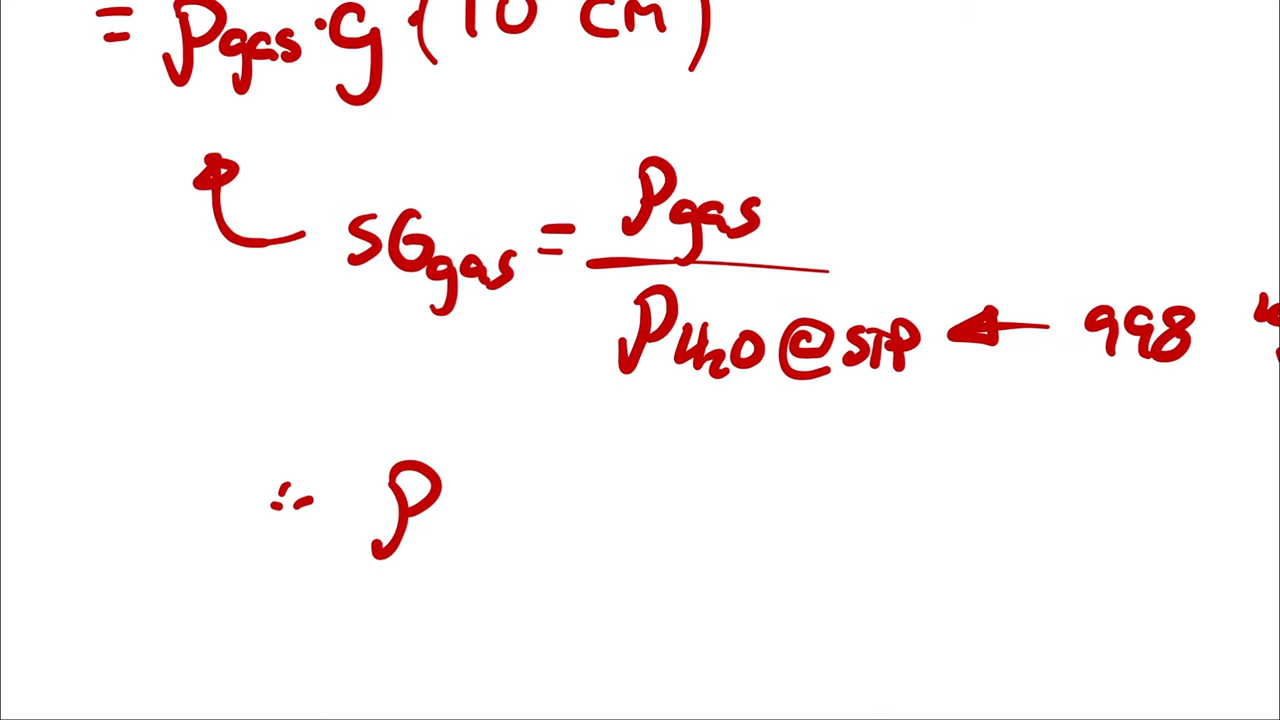 = ρgas · g · (10 cm)
SGgas = ρgas / ρH₂O @ STP ← 998
∴ ρ